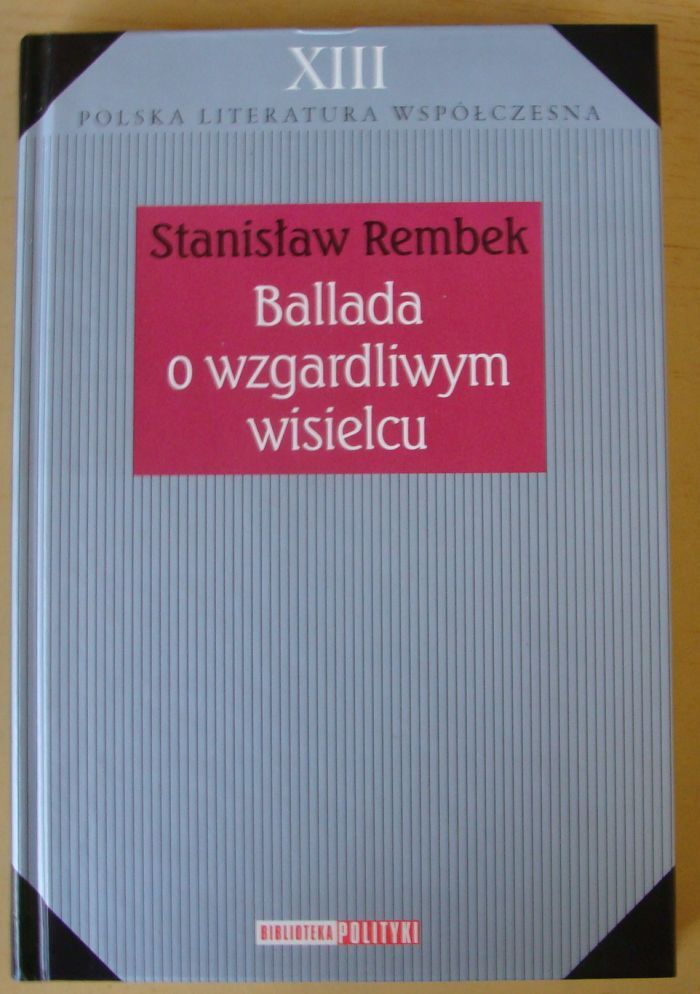 XIII
POLSKA LITERATURA WSPÓŁCZESNA
Stanisław Rembek
Ballada
o wzgardliwym
wisielcu
BIBLIOTEKA POLITYKI